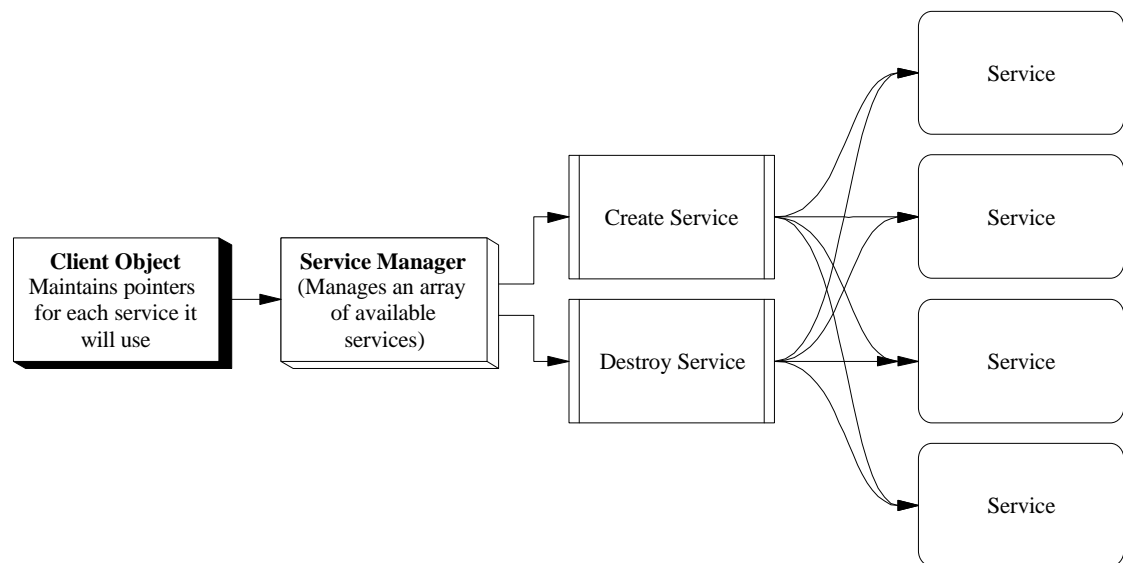 Client Object
Maintains pointers
for each service it
will use
Service Manager
(Manages an array
of available
services)
Create Service
Destroy Service
Service
Service
Service
Service